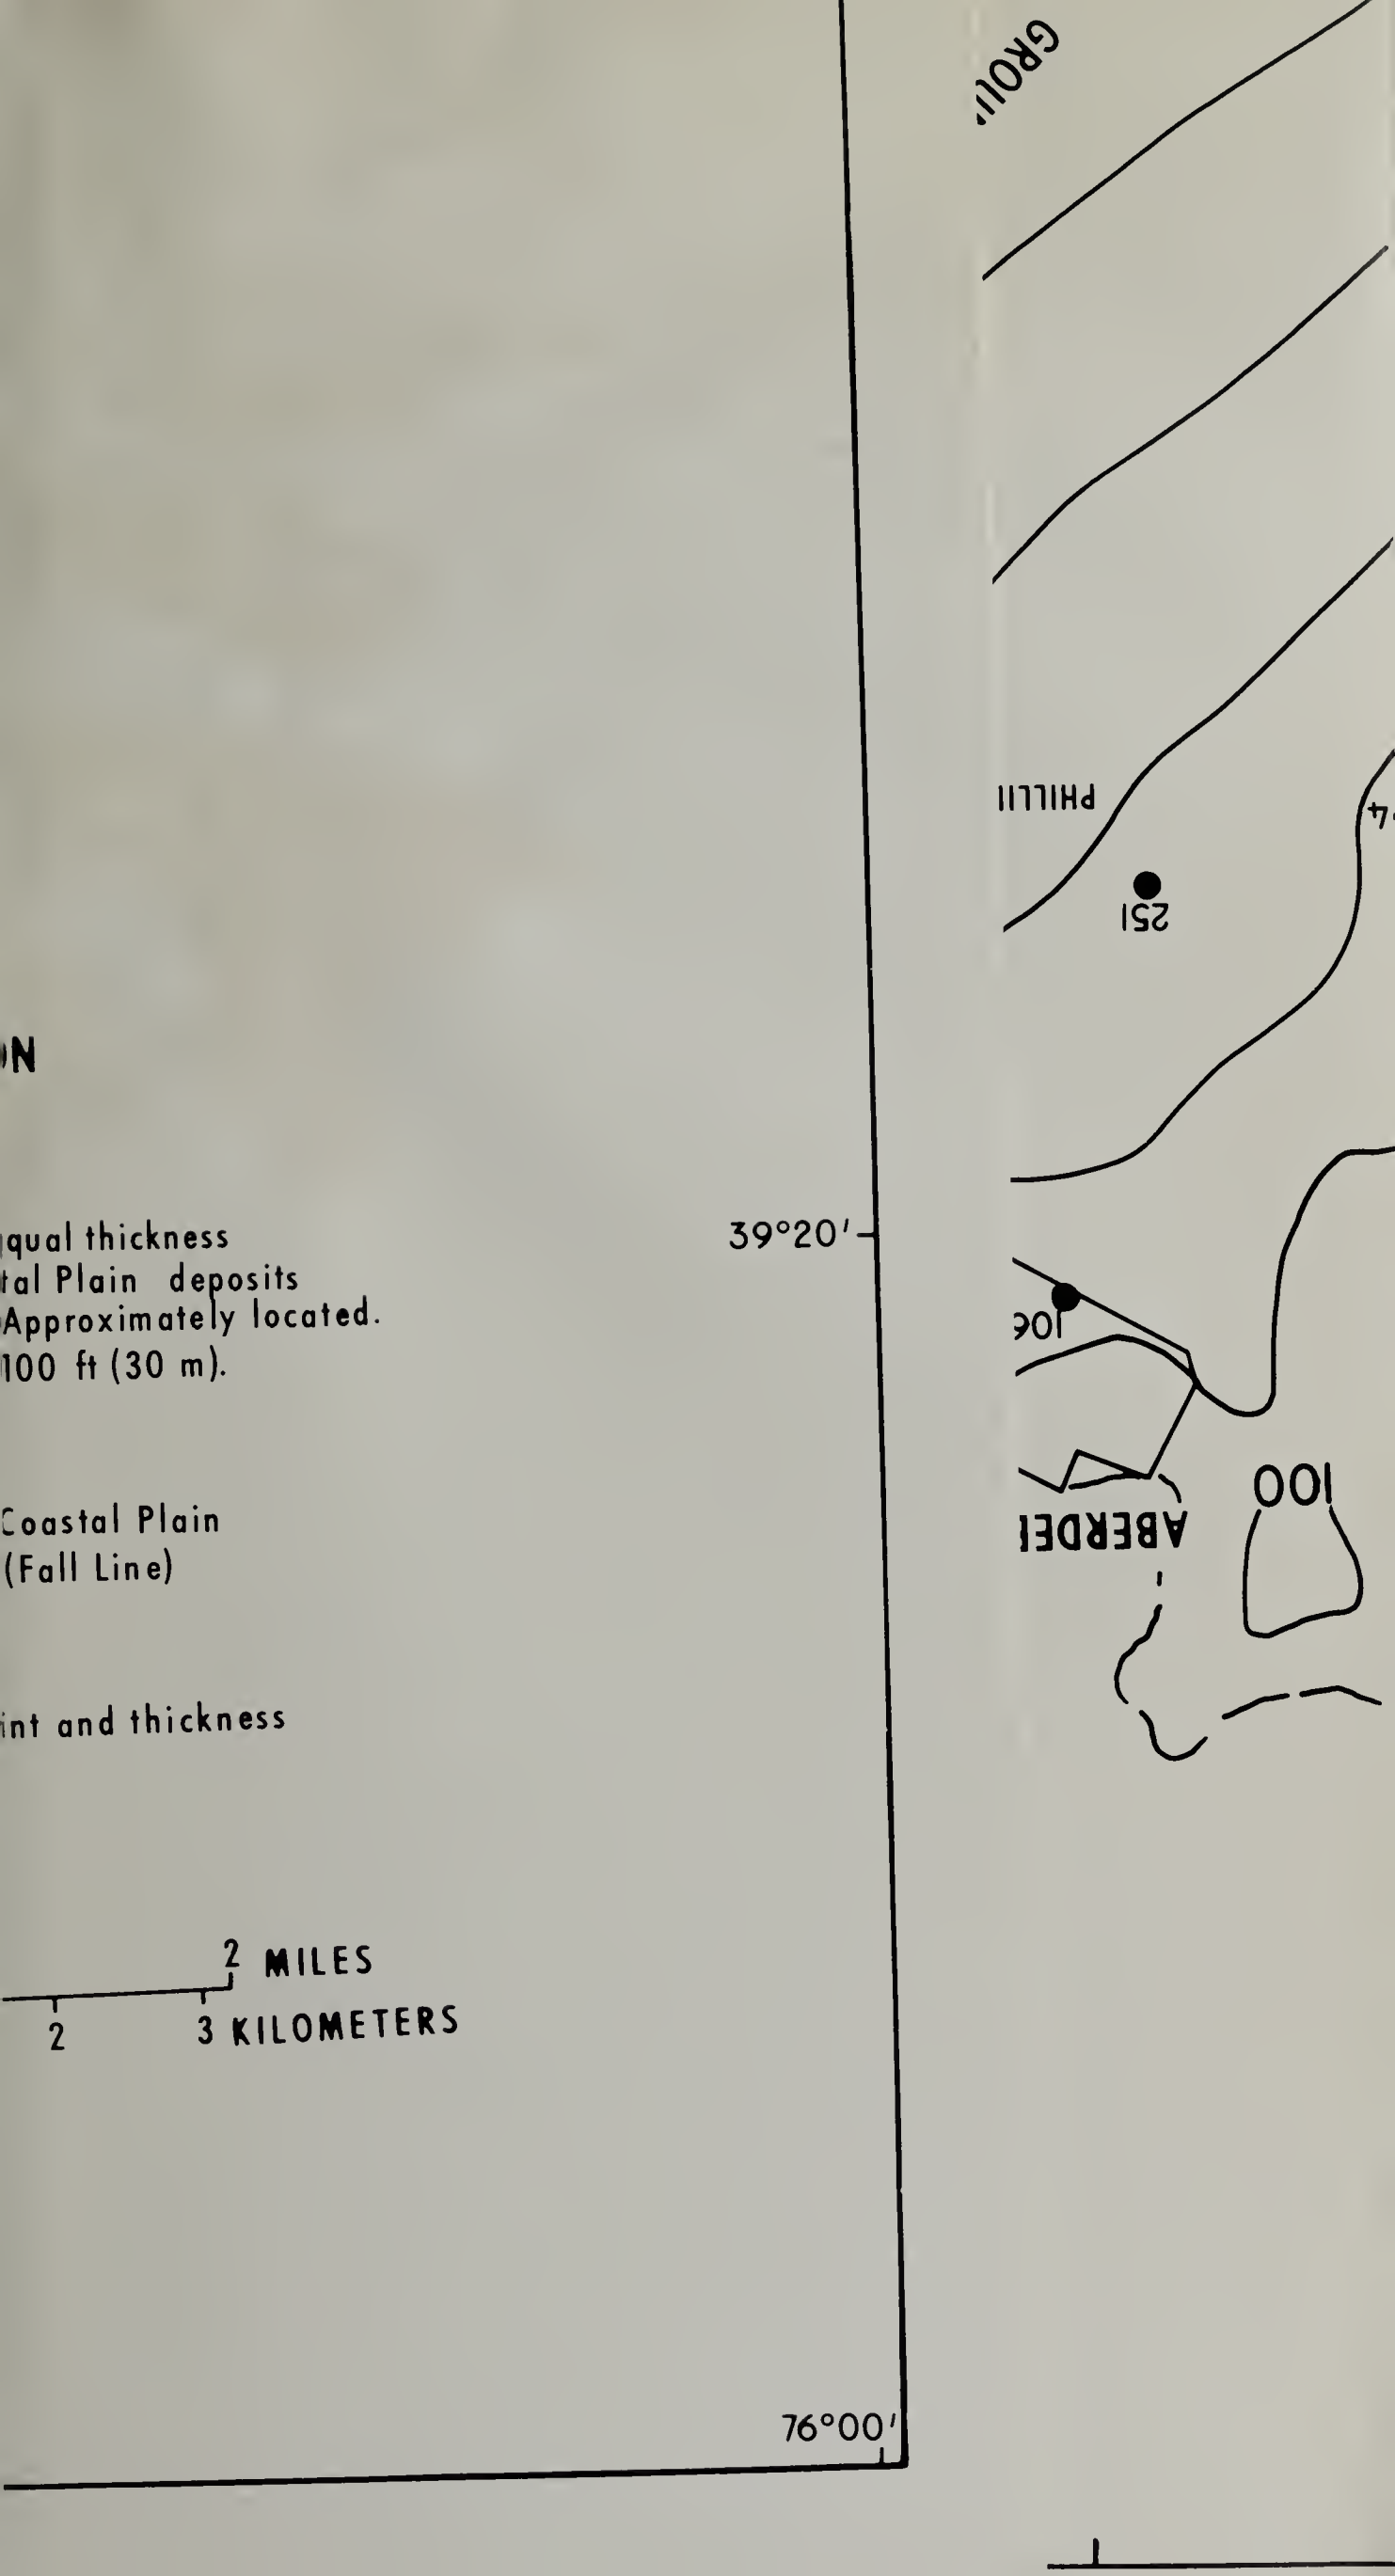 qual thickness
tal Plain deposits
Approximately located.
100 ft (30 m).
Coastal Plain
(Fall Line)
int and thickness
2 MILES
2 3 KILOMETERS
39°20'
76°00'
GROU
PHILLI
251
4
106
100
ABERDE